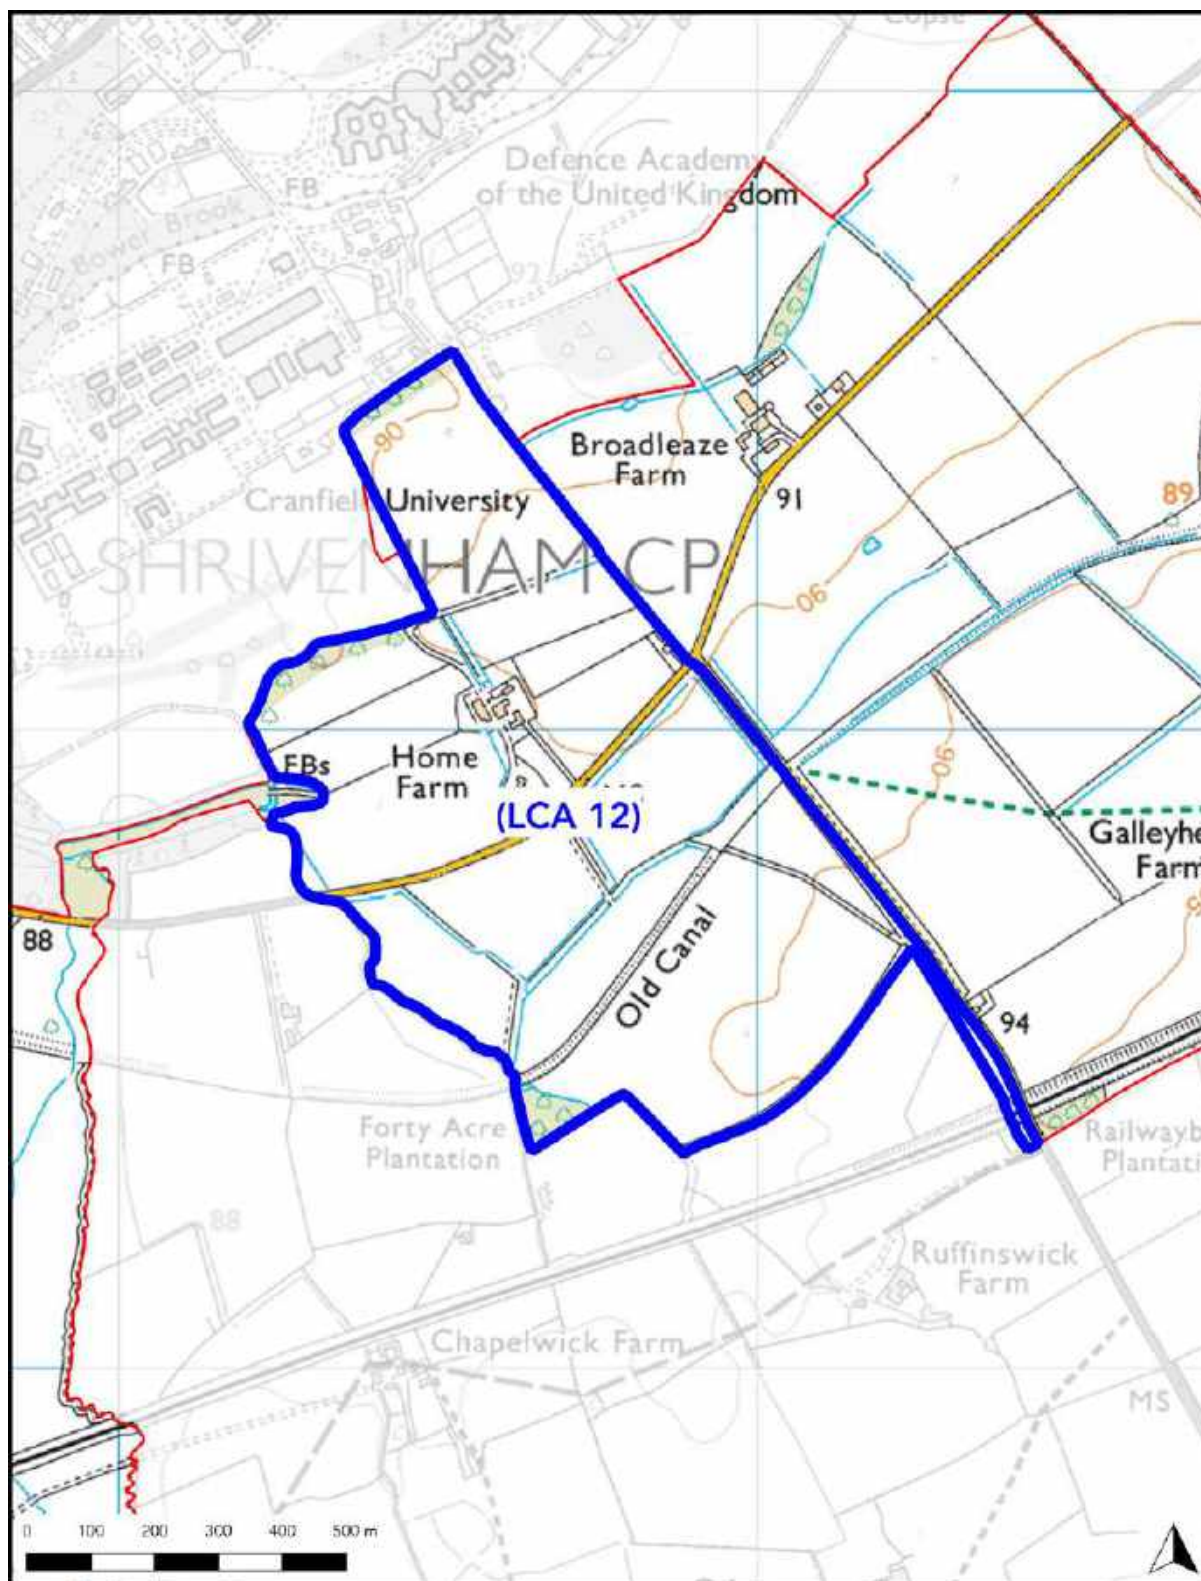 Copse
Defence Academy
of the United Kingdom
FB
Brook
FB
92
90
Broadleaze
Farm
Cranfield University
91
89
SHRIVENHAM CP
90
FBs
Home
Farm
90
(LCA 12)
Galleyhe
Farm
88
Old Canal
94
Forty Acre
Plantation
Railwayb
Plantati
88
Ruffinswick
Farm
Chapelwick Farm
MS
0 100 200 300 400 500 m